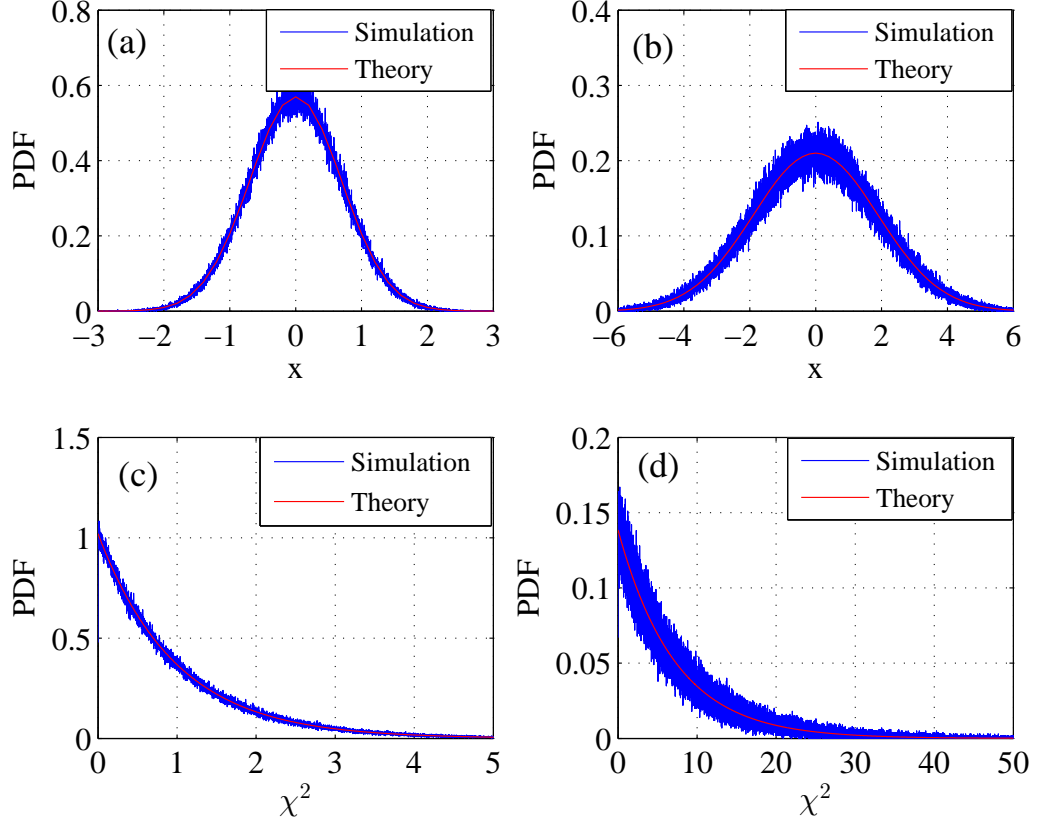 (a)
Simulation
Theory
PDF
0.8
0.6
0.4
0.2
0
−3
−2
−1
0
1
2
3
x
(b)
Simulation
Theory
PDF
0.4
0.3
0.2
0.1
0
−6
−4
−2
0
2
4
6
x
(c)
Simulation
Theory
PDF
1.5
1
0.5
0
0
1
2
3
4
5
χ²
(d)
Simulation
Theory
PDF
0.2
0.15
0.1
0.05
0
0
10
20
30
40
50
χ²